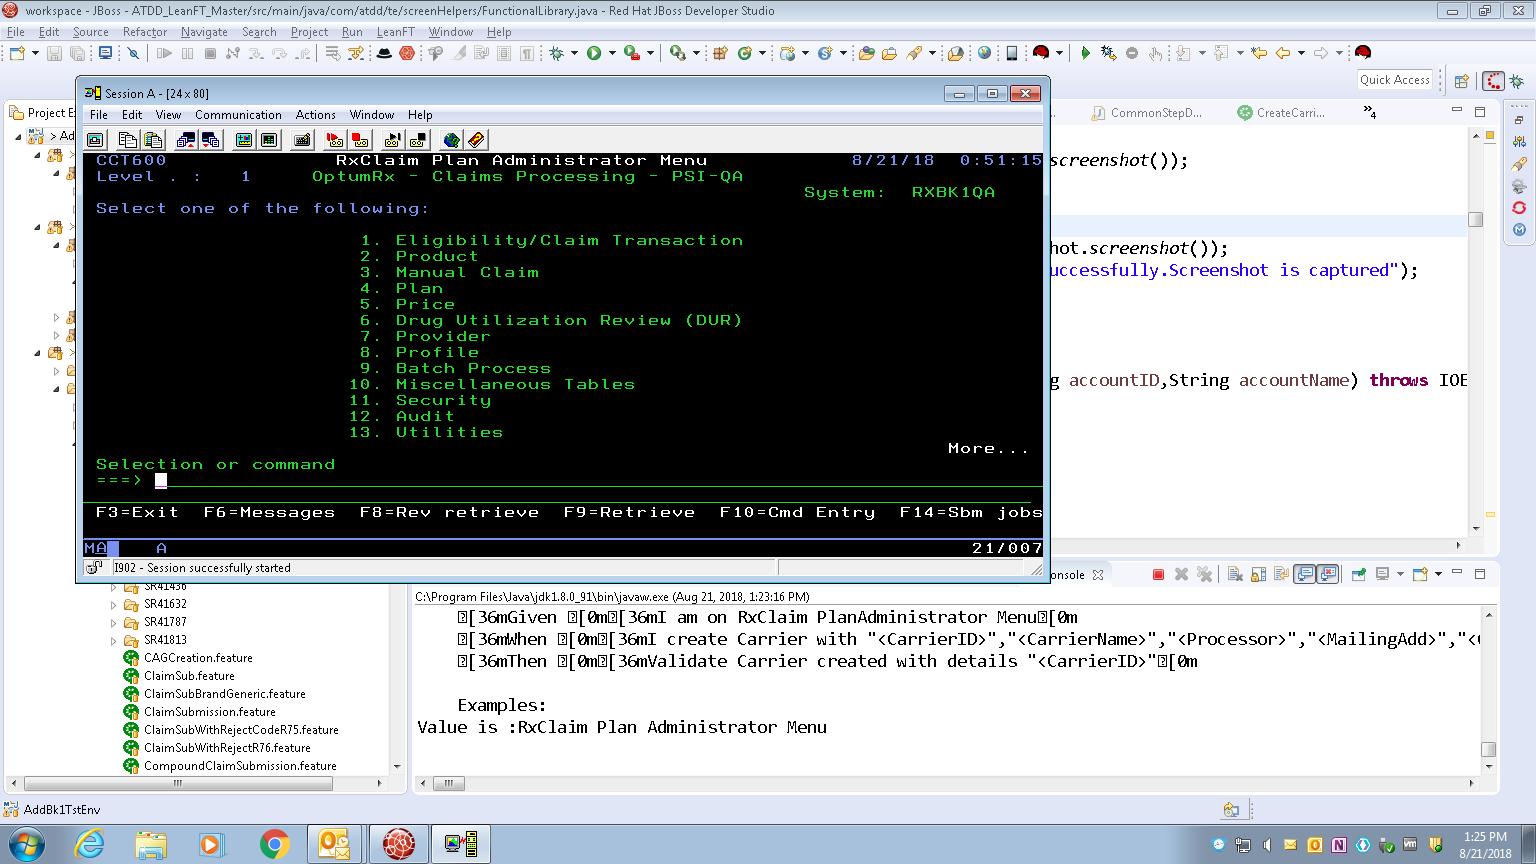 workspace - JBoss - ATDD_LeanFT_Master/src/main/java/com/atdd/te/screenHelpers/FunctionalLibrary.java - Red Hat JBoss Developer Studio
File Edit Source Refactor Navigate Search Project Run LeanFT Window Help
Quick Access
Project Ex
> Ad
CommonStepD...
CreateCarri...
»4
Session A - [24 x 80]
File Edit View Communication Actions Window Help
CCT600 RxClaim Plan Administrator Menu 8/21/18 0:51:15
Level . : 1 OptumRx - Claims Processing - PSI-QA
System: RXBK1QA
Select one of the following:
1. Eligibility/Claim Transaction
2. Product
3. Manual Claim
4. Plan
5. Price
6. Drug Utilization Review (DUR)
7. Provider
8. Profile
9. Batch Process
10. Miscellaneous Tables
11. Security
12. Audit
13. Utilities
More...
Selection or command
===>
F3=Exit F6=Messages F8=Rev retrieve F9=Retrieve F10=Cmd Entry F14=Sbm jobs
MA A 21/007
I902 - Session successfully started
screenshot());
hot.screenshot());
uccessfully.Screenshot is captured");
g accountID,String accountName) throws IOE
SR41436
SR41632
SR41787
SR41813
CAGCreation.feature
ClaimSub.feature
ClaimSubBrandGeneric.feature
ClaimSubmission.feature
ClaimSubWithRejectCodeR75.feature
ClaimSubWithRejectR76.feature
CompoundClaimSubmission.feature
onsole
C:\Program Files\Java\jdk1.8.0_91\bin\javaw.exe (Aug 21, 2018, 1:23:16 PM)
[36mGiven [0m[36mI am on RxClaim PlanAdministrator Menu[0m
[36mWhen [0m[36mI create Carrier with "<CarrierID>","<CarrierName>","<Processor>","<MailingAdd>","<
[36mThen [0m[36mValidate Carrier created with details "<CarrierID>"[0m
Examples:
Value is :RxClaim Plan Administrator Menu
AddBk1TstEnv
1:25 PM
8/21/2018